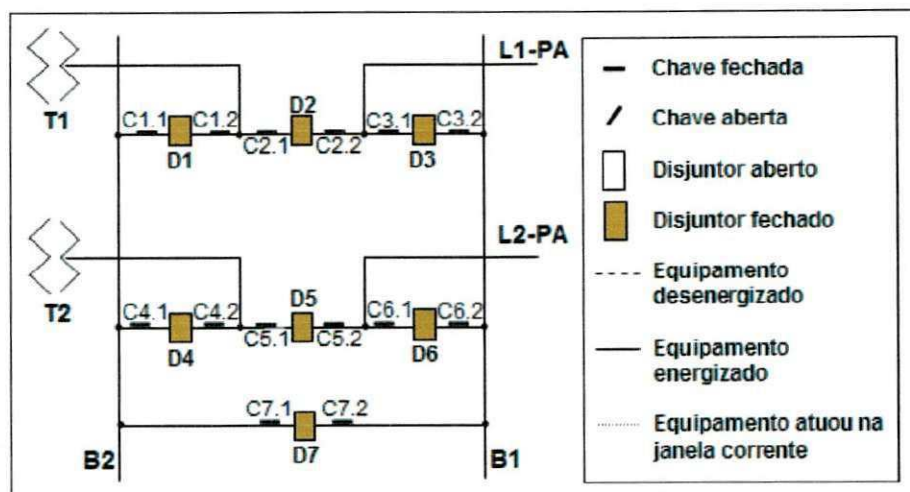 L1-PA
T1
D2
C1.1 C1.2 C3.1 C3.2
C2.1 C2.2
D1 D3
L2-PA
T2
D5
C4.1 C4.2 C6.1 C6.2
C5.1 C5.2
D4 D6
C7.1 C7.2
D7
B2 B1
Chave fechada
Chave aberta
Disjuntor aberto
Disjuntor fechado
Equipamento
desenergizado
Equipamento
energizado
Equipamento atuou na
janela corrente